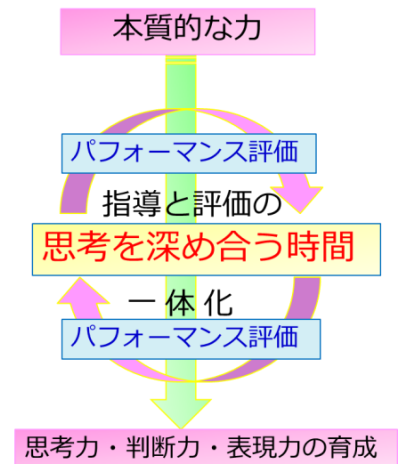 本質的な力
パフォーマンス評価
指導と評価の
思考を深め合う時間
一体化
パフォーマンス評価
思考力・判断力・表現力の育成